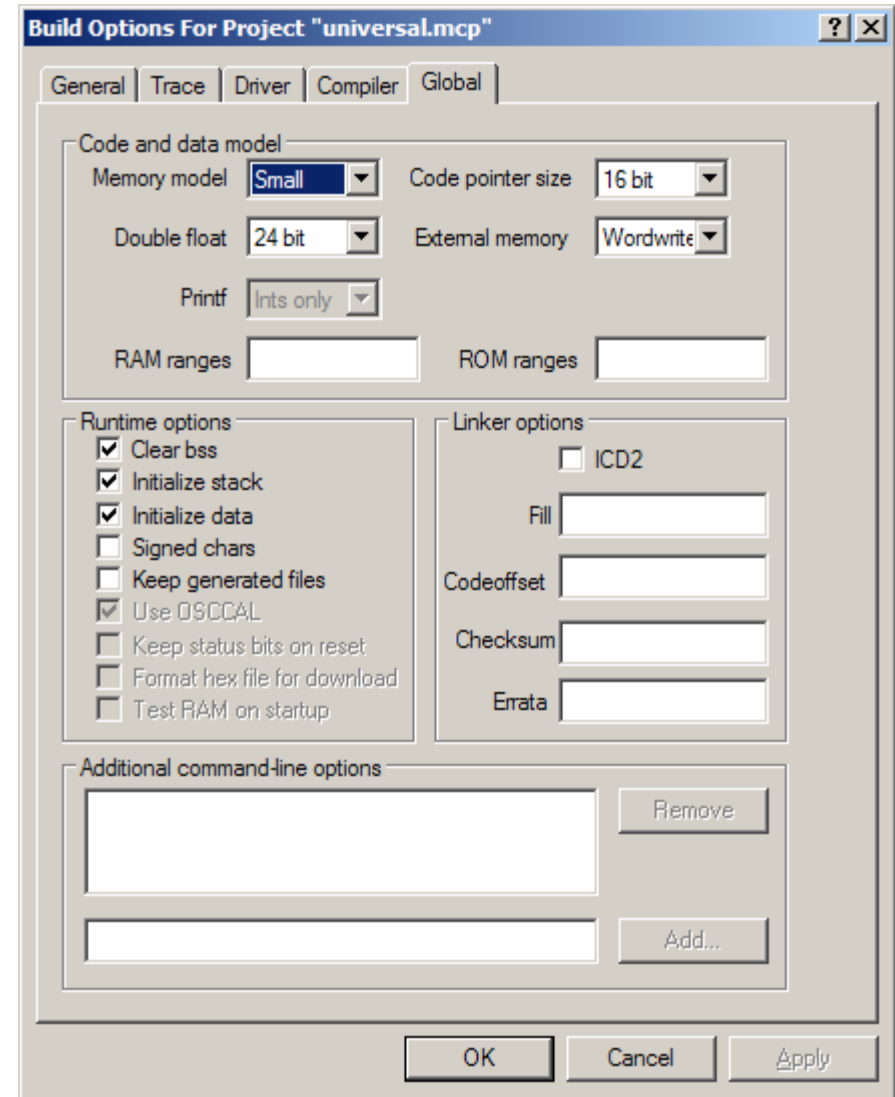 Build Options For Project "universal.mcp"
General Trace Driver Compiler Global
Code and data model
Memory model Small Code pointer size 16 bit
Double float 24 bit External memory Wordwrite
Printf Ints only
RAM ranges ROM ranges
Runtime options
Clear bss
Initialize stack
Initialize data
Signed chars
Keep generated files
Use OSCCAL
Keep status bits on reset
Format hex file for download
Test RAM on startup
Linker options
ICD2
Fill
Codeoffset
Checksum
Errata
Additional command-line options
Remove
Add...
OK Cancel Apply